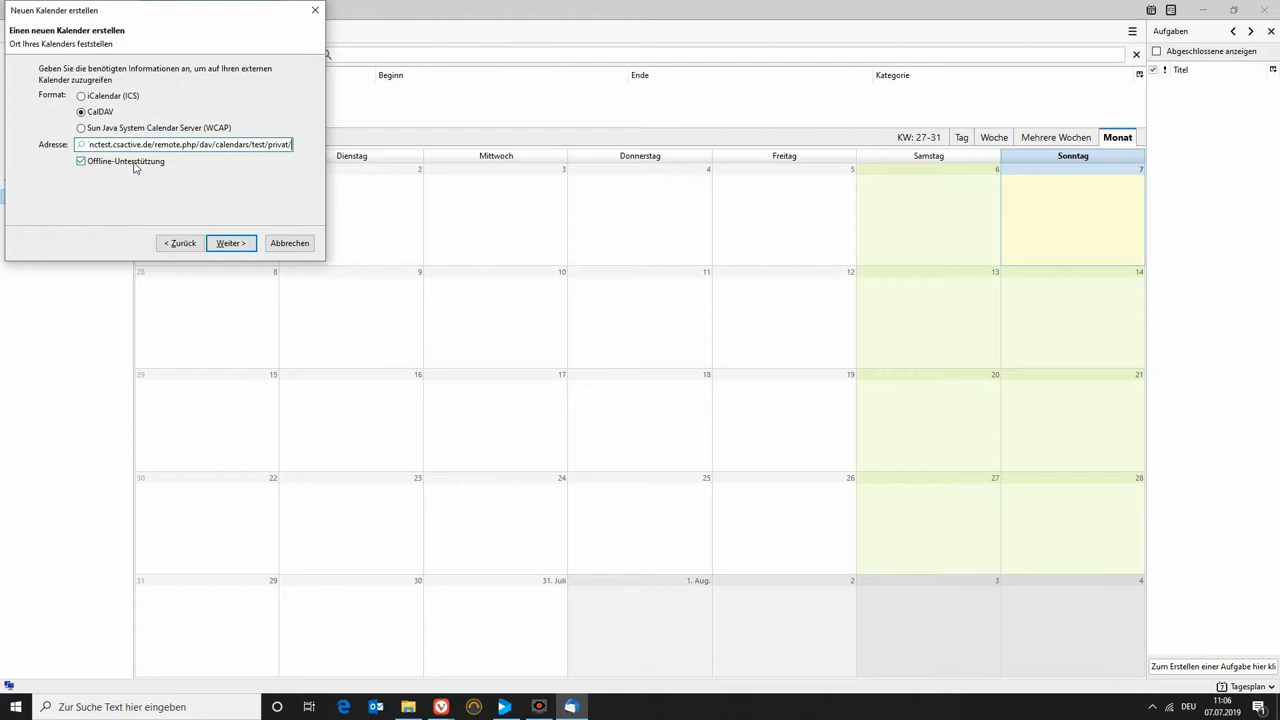 Neuen Kalender erstellen
Einen neuen Kalender erstellen
Ort Ihres Kalenders feststellen
Geben Sie die benötigten Informationen an, um auf Ihren externen
Kalender zuzugreifen
Format: iCalendar (ICS)
CalDAV
Sun Java System Calendar Server (WCAP)
Adresse: nctest.csactive.de/remote.php/dav/calendars/test/privat/
Offline-Unterstützung
< Zurück Weiter > Abbrechen
Beginn Ende Kategorie
KW: 27-31 Tag Woche Mehrere Wochen Monat
Dienstag Mittwoch Donnerstag Freitag Samstag Sonntag
2 3 4 5 6 7
28 8 9 10 11 12 13 14
29 15 16 17 18 19 20 21
30 22 23 24 25 26 27 28
31 29 30 31. Juli 1. Aug. 2 3 4
Aufgaben
Abgeschlossene anzeigen
! Titel
Zum Erstellen einer Aufgabe hier kli
7 Tagesplan
Zur Suche Text hier eingeben
DEU
11:06
07.07.2019